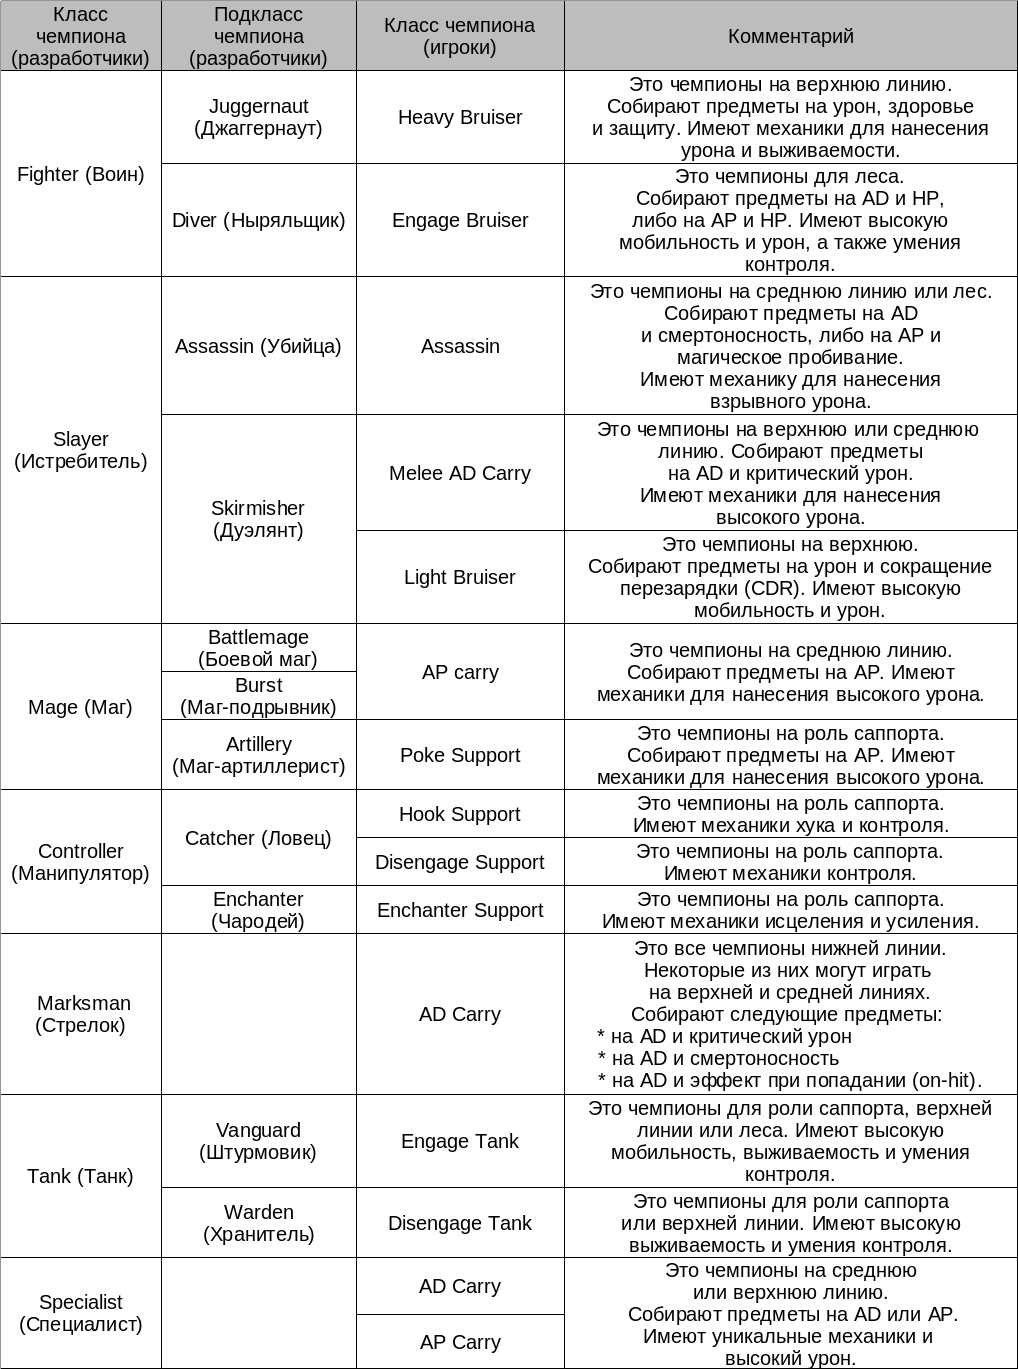 Класс
чемпиона
(разработчики)
Подкласс
чемпиона
(разработчики)
Класс чемпиона
(игроки)
Комментарий
Fighter (Воин)
Juggernaut
(Джаггернаут)
Heavy Bruiser
Это чемпионы на верхнюю линию.
Собирают предметы на урон, здоровье
и защиту. Имеют механики для нанесения
урона и выживаемости.
Diver (Ныряльщик)
Engage Bruiser
Это чемпионы для леса.
Собирают предметы на AD и HP,
либо на AP и HP. Имеют высокую
мобильность и урон, а также умения
контроля.
Slayer
(Истребитель)
Assassin (Убийца)
Assassin
Это чемпионы на среднюю линию или лес.
Собирают предметы на AD
и смертоносность, либо на AP и
магическое пробивание.
Имеют механику для нанесения
взрывного урона.
Skirmisher
(Дуэлянт)
Melee AD Carry
Это чемпионы на верхнюю или среднюю
линию. Собирают предметы
на AD и критический урон.
Имеют механики для нанесения
высокого урона.
Light Bruiser
Это чемпионы на верхнюю.
Собирают предметы на урон и сокращение
перезарядки (CDR). Имеют высокую
мобильность и урон.
Mage (Маг)
Battlemage
(Боевой маг)
Burst
(Маг-подрывник)
AP carry
Это чемпионы на среднюю линию.
Собирают предметы на AP. Имеют
механики для нанесения высокого урона.
Artillery
(Маг-артиллерист)
Poke Support
Это чемпионы на роль саппорта.
Собирают предметы на AP. Имеют
механики для нанесения высокого урона.
Controller
(Манипулятор)
Catcher (Ловец)
Hook Support
Это чемпионы на роль саппорта.
Имеют механики хука и контроля.
Disengage Support
Это чемпионы на роль саппорта.
Имеют механики контроля.
Enchanter
(Чародей)
Enchanter Support
Это чемпионы на роль саппорта.
Имеют механики исцеления и усиления.
Marksman
(Стрелок)
AD Carry
Это все чемпионы нижней линии.
Некоторые из них могут играть
на верхней и средней линиях.
Собирают следующие предметы:
* на AD и критический урон
* на AD и смертоносность
* на AD и эффект при попадании (on-hit).
Tank (Танк)
Vanguard
(Штурмовик)
Engage Tank
Это чемпионы для роли саппорта, верхней
линии или леса. Имеют высокую
мобильность, выживаемость и умения
контроля.
Warden
(Хранитель)
Disengage Tank
Это чемпионы для роли саппорта
или верхней линии. Имеют высокую
выживаемость и умения контроля.
Specialist
(Специалист)
AD Carry
AP Carry
Это чемпионы на среднюю
или верхнюю линию.
Собирают предметы на AD или AP.
Имеют уникальные механики и
высокий урон.